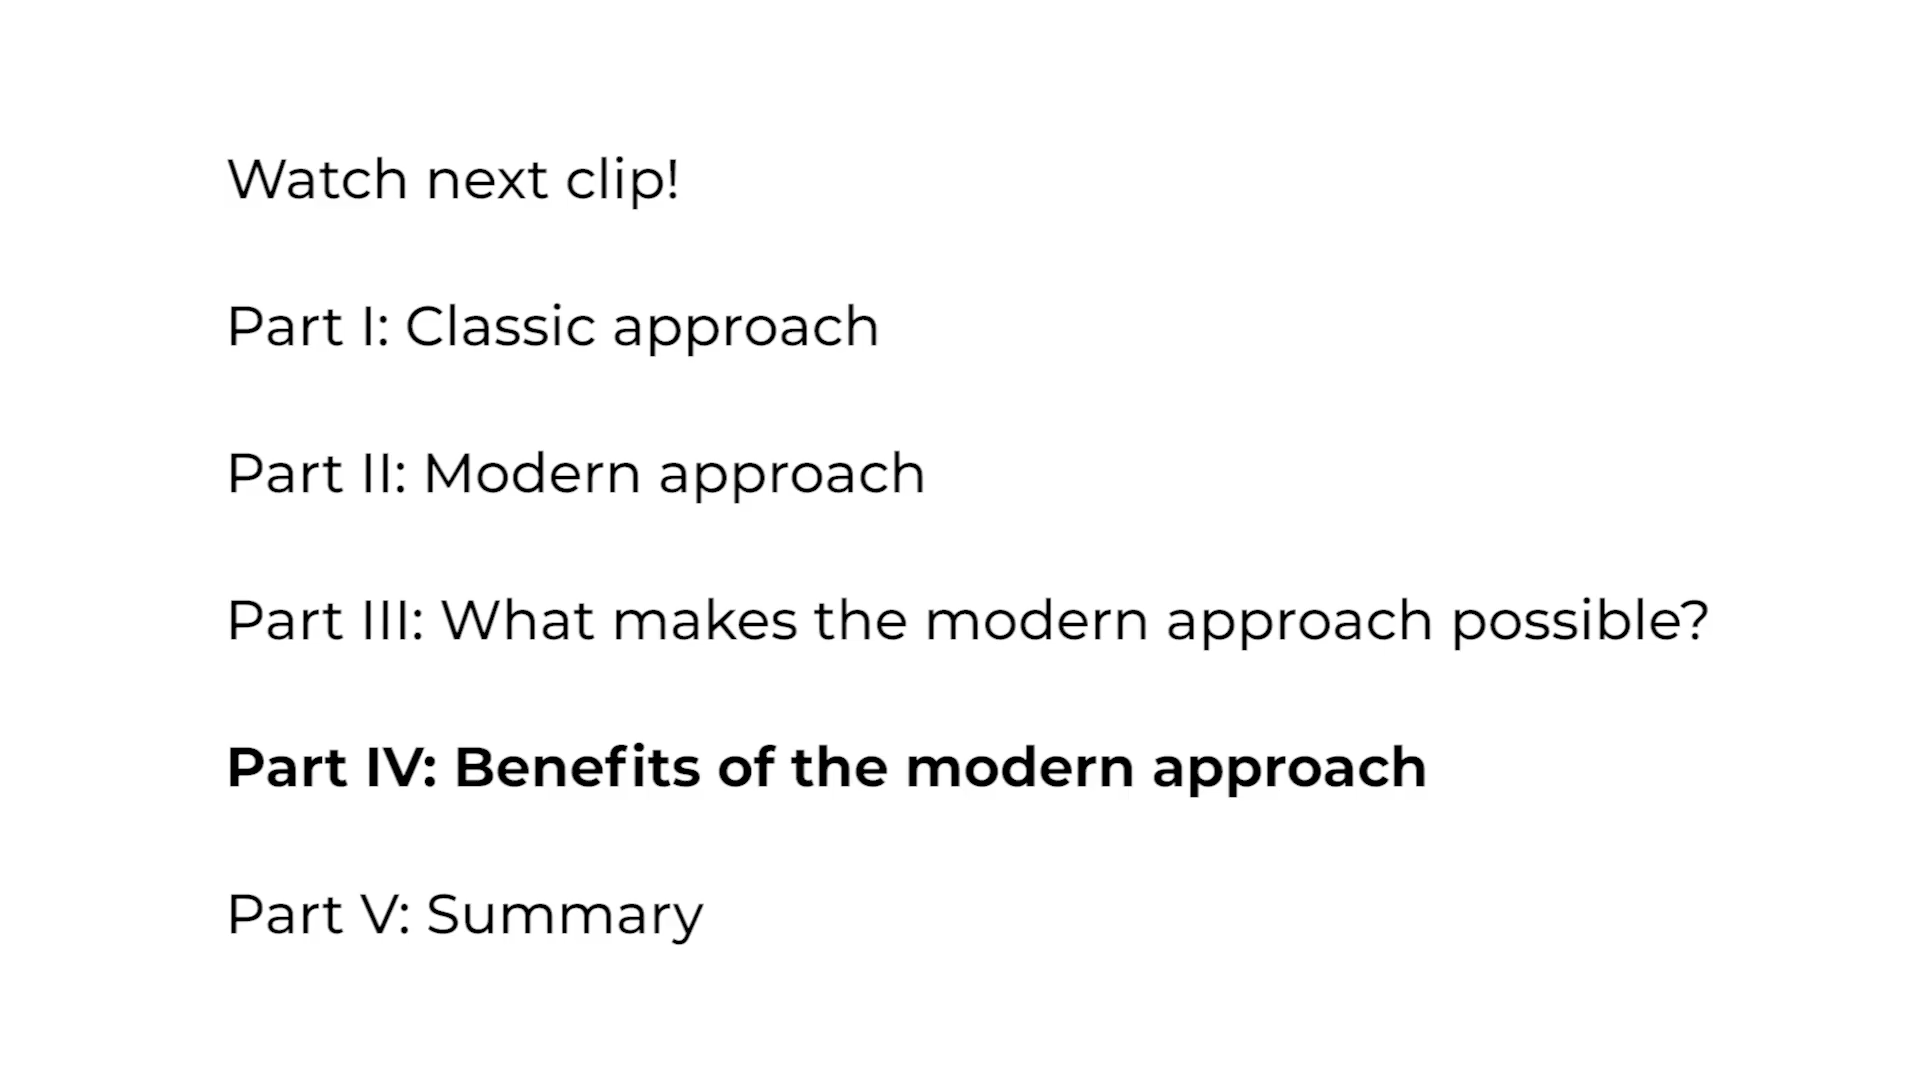 Watch next clip!
Part I: Classic approach
Part II: Modern approach
Part III: What makes the modern approach possible?
Part IV: Benefits of the modern approach
Part V: Summary